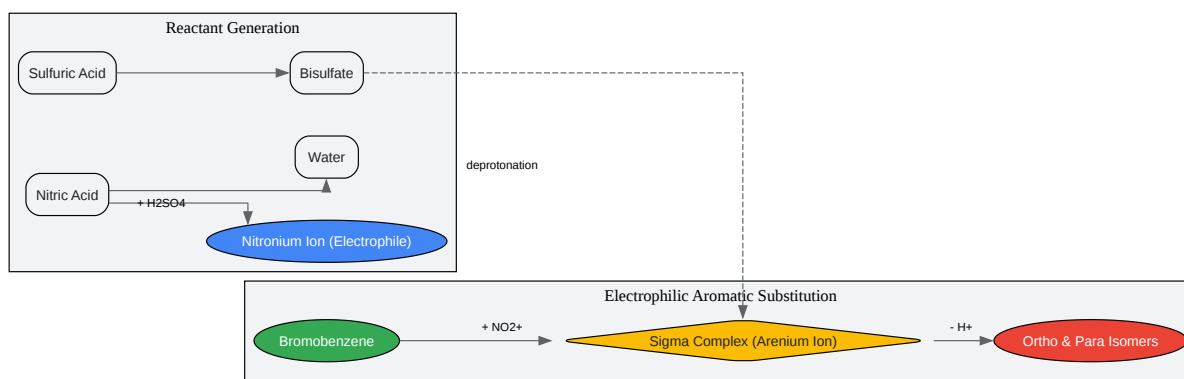 Reactant Generation
Sulfuric Acid
Bisulfate
Water
deprotonation
Nitric Acid
+ H2SO4
Nitronium Ion (Electrophile)
Electrophilic Aromatic Substitution
+ NO2+
- H+
Bromobenzene
Sigma Complex (Arenium Ion)
Ortho & Para Isomers